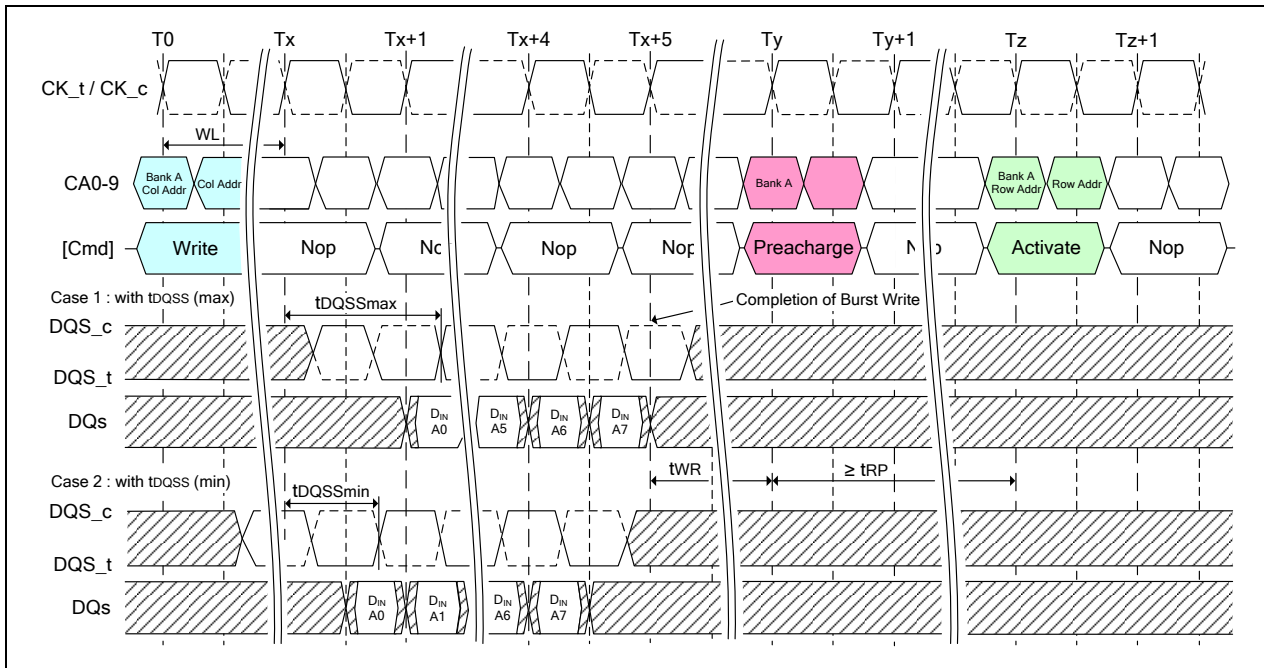 T0 Tx Tx+1 Tx+4 Tx+5 Ty Ty+1 Tz Tz+1
CK_t / CK_c
WL
CA0-9
Bank A
Col Addr
Col Addr
Bank A
Bank A
Row Addr
Row Addr
[Cmd]
Write Nop Nop Nop Preacharge Activate Nop
Case 1 : with tDQSS (max)
tDQSSmax
Completion of Burst Write
DQS_c
DQS_t
DQs
DIN A0
DIN A5
DIN A6
DIN A7
tWR
≥ tRP
Case 2 : with tDQSS (min)
tDQSSmin
DQS_c
DQS_t
DQs
DIN A0
DIN A1
DIN A6
DIN A7